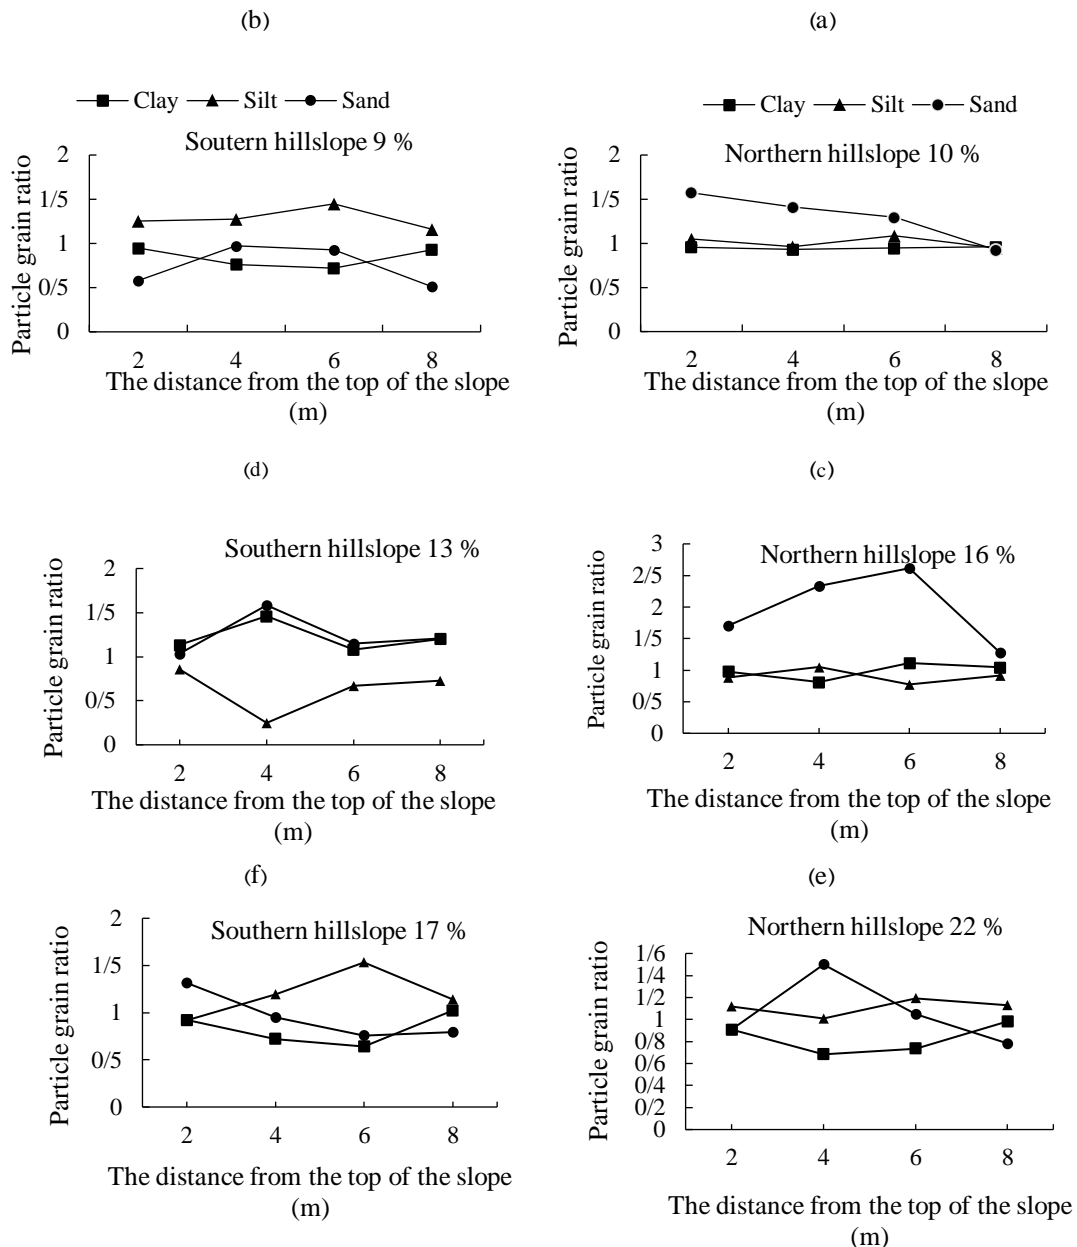 (b)
(a)
Clay Silt Sand
Clay Silt Sand
Soutern hillslope 9 %
Particle grain ratio
2
1/5
1
0/5
0
2 4 6 8
The distance from the top of the slope
(m)
Northern hillslope 10 %
Particle grain ratio
2
1/5
1
0/5
0
2 4 6 8
The distance from the top of the slope
(m)
(d)
(c)
Southern hillslope 13 %
Particle grain ratio
2
1/5
1
0/5
0
2 4 6 8
The distance from the top of the slope
(m)
Northern hillslope 16 %
Particle grain ratio
3
2/5
2
1/5
1
0/5
0
2 4 6 8
The distance from the top of the slope
(m)
(f)
(e)
Southern hillslope 17 %
Particle grain ratio
2
1/5
1
0/5
0
2 4 6 8
The distance from the top of the slope
(m)
Northern hillslope 22 %
Particle grain ratio
1/6
1/4
1/2
1
0/8
0/6
0/4
0/2
0
2 4 6 8
The distance from the top of the slope
(m)